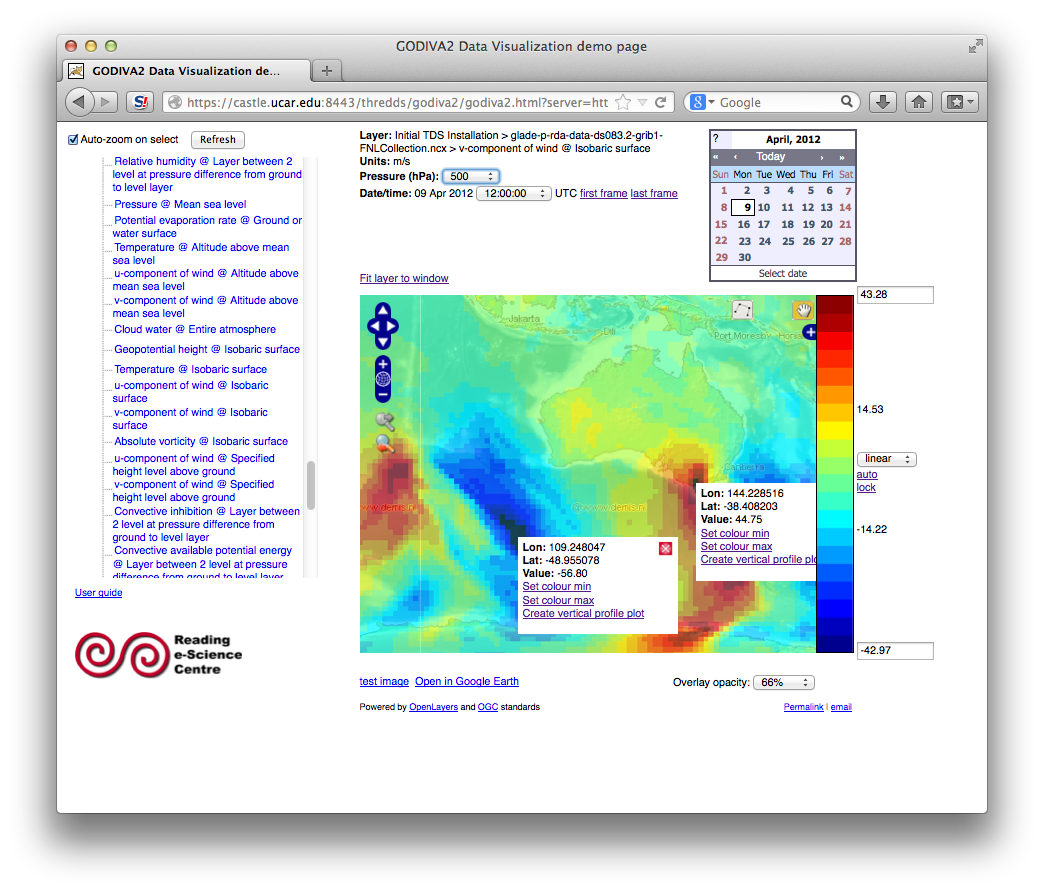 GODIVA2 Data Visualization demo page
GODIVA2 Data Visualization de...
https://castle.ucar.edu:8443/thredds/godiva2/godiva2.html?server=htt
Google
Auto-zoom on select
Refresh
Relative humidity @ Layer between 2
level at pressure difference from ground
to level layer
Pressure @ Mean sea level
Potential evaporation rate @ Ground or
water surface
Temperature @ Altitude above mean
sea level
u-component of wind @ Altitude above
mean sea level
v-component of wind @ Altitude above
mean sea level
Cloud water @ Entire atmosphere
Geopotential height @ Isobaric surface
Temperature @ Isobaric surface
u-component of wind @ Isobaric
surface
v-component of wind @ Isobaric
surface
Absolute vorticity @ Isobaric surface
u-component of wind @ Specified
height level above ground
v-component of wind @ Specified
height level above ground
Convective inhibition @ Layer between
2 level at pressure difference from
ground to level layer
Convective available potential energy
@ Layer between 2 level at pressure
difference from ground to level layer
User guide
Reading
e-Science
Centre
Layer: Initial TDS Installation > glade-p-rda-data-ds083.2-grib1-
FNLCollection.ncx > v-component of wind @ Isobaric surface
Units: m/s
Pressure (hPa): 500
Date/time: 09 Apr 2012 12:00:00 UTC first frame last frame
? April, 2012
« ‹ Today › »
Sun Mon Tue Wed Thu Fri Sat
1 2 3 4 5 6 7
8 9 10 11 12 13 14
15 16 17 18 19 20 21
22 23 24 25 26 27 28
29 30
Select date
Fit layer to window
Jakarta
Dili
Port Moresby
Canberra
www.demis.nl
© www.demis.nl
Lon: 144.228516
Lat: -38.408203
Value: 44.75
Set colour min
Set colour max
Create vertical profile plo
Lon: 109.248047
Lat: -48.955078
Value: -56.80
Set colour min
Set colour max
Create vertical profile plot
43.28
14.53
linear
auto
lock
-14.22
-42.97
test image Open in Google Earth
Overlay opacity: 66%
Powered by OpenLayers and OGC standards
Permalink | email